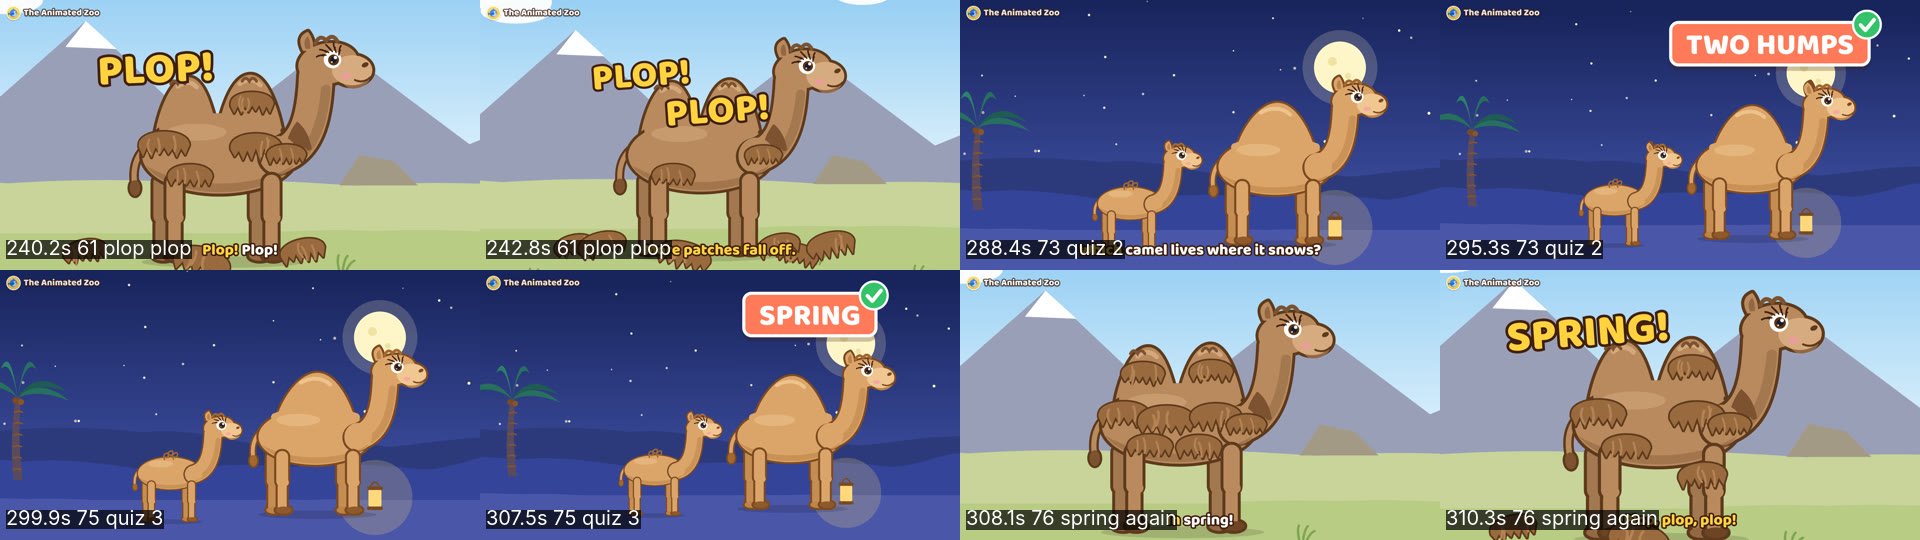 The Animated Zoo
PLOP!
240.2s 61 plop plop
Plop! Plop!
The Animated Zoo
PLOP!
PLOP!
242.8s 61 plop plop
e patches fall off.
The Animated Zoo
288.4s 73 quiz 2
camel lives where it snows?
The Animated Zoo
TWO HUMPS
295.3s 73 quiz 2
The Animated Zoo
299.9s 75 quiz 3
The Animated Zoo
SPRING
307.5s 75 quiz 3
The Animated Zoo
308.1s 76 spring again
spring!
The Animated Zoo
SPRING!
310.3s 76 spring again
plop, plop!